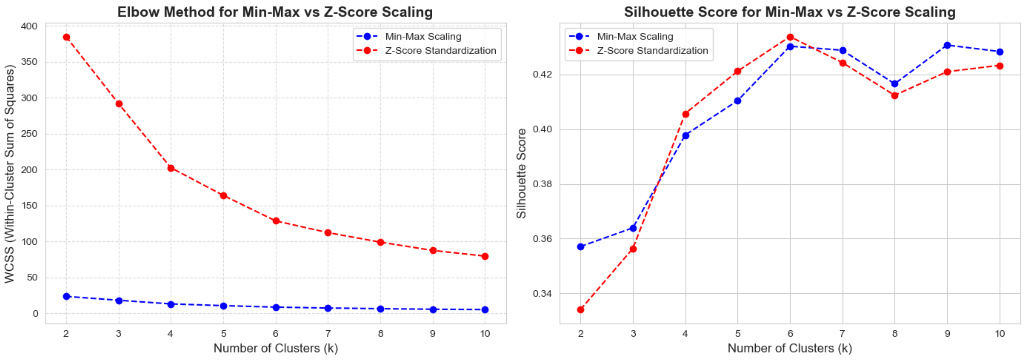 Elbow Method for Min-Max vs Z-Score Scaling
Min-Max Scaling
Z-Score Standardization
WCSS (Within-Cluster Sum of Squares)
400
350
300
250
200
150
100
50
0
2 3 4 5 6 7 8 9 10
Number of Clusters (k)
Silhouette Score for Min-Max vs Z-Score Scaling
Min-Max Scaling
Z-Score Standardization
Silhouette Score
0.42
0.40
0.38
0.36
0.34
2 3 4 5 6 7 8 9 10
Number of Clusters (k)